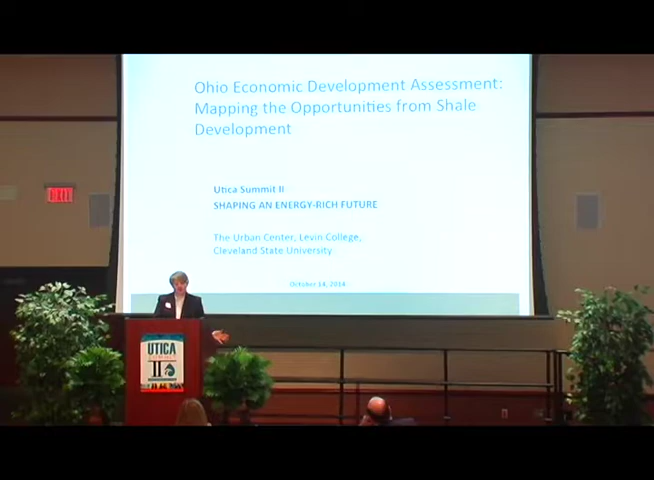 Ohio Economic Development Assessment:
Mapping the Opportunities from Shale
Development
Utica Summit II
SHAPING AN ENERGY-RICH FUTURE
The Urban Center, Levin College,
Cleveland State University
October 14, 2014
EXIT
UTICA
SUMMIT
II